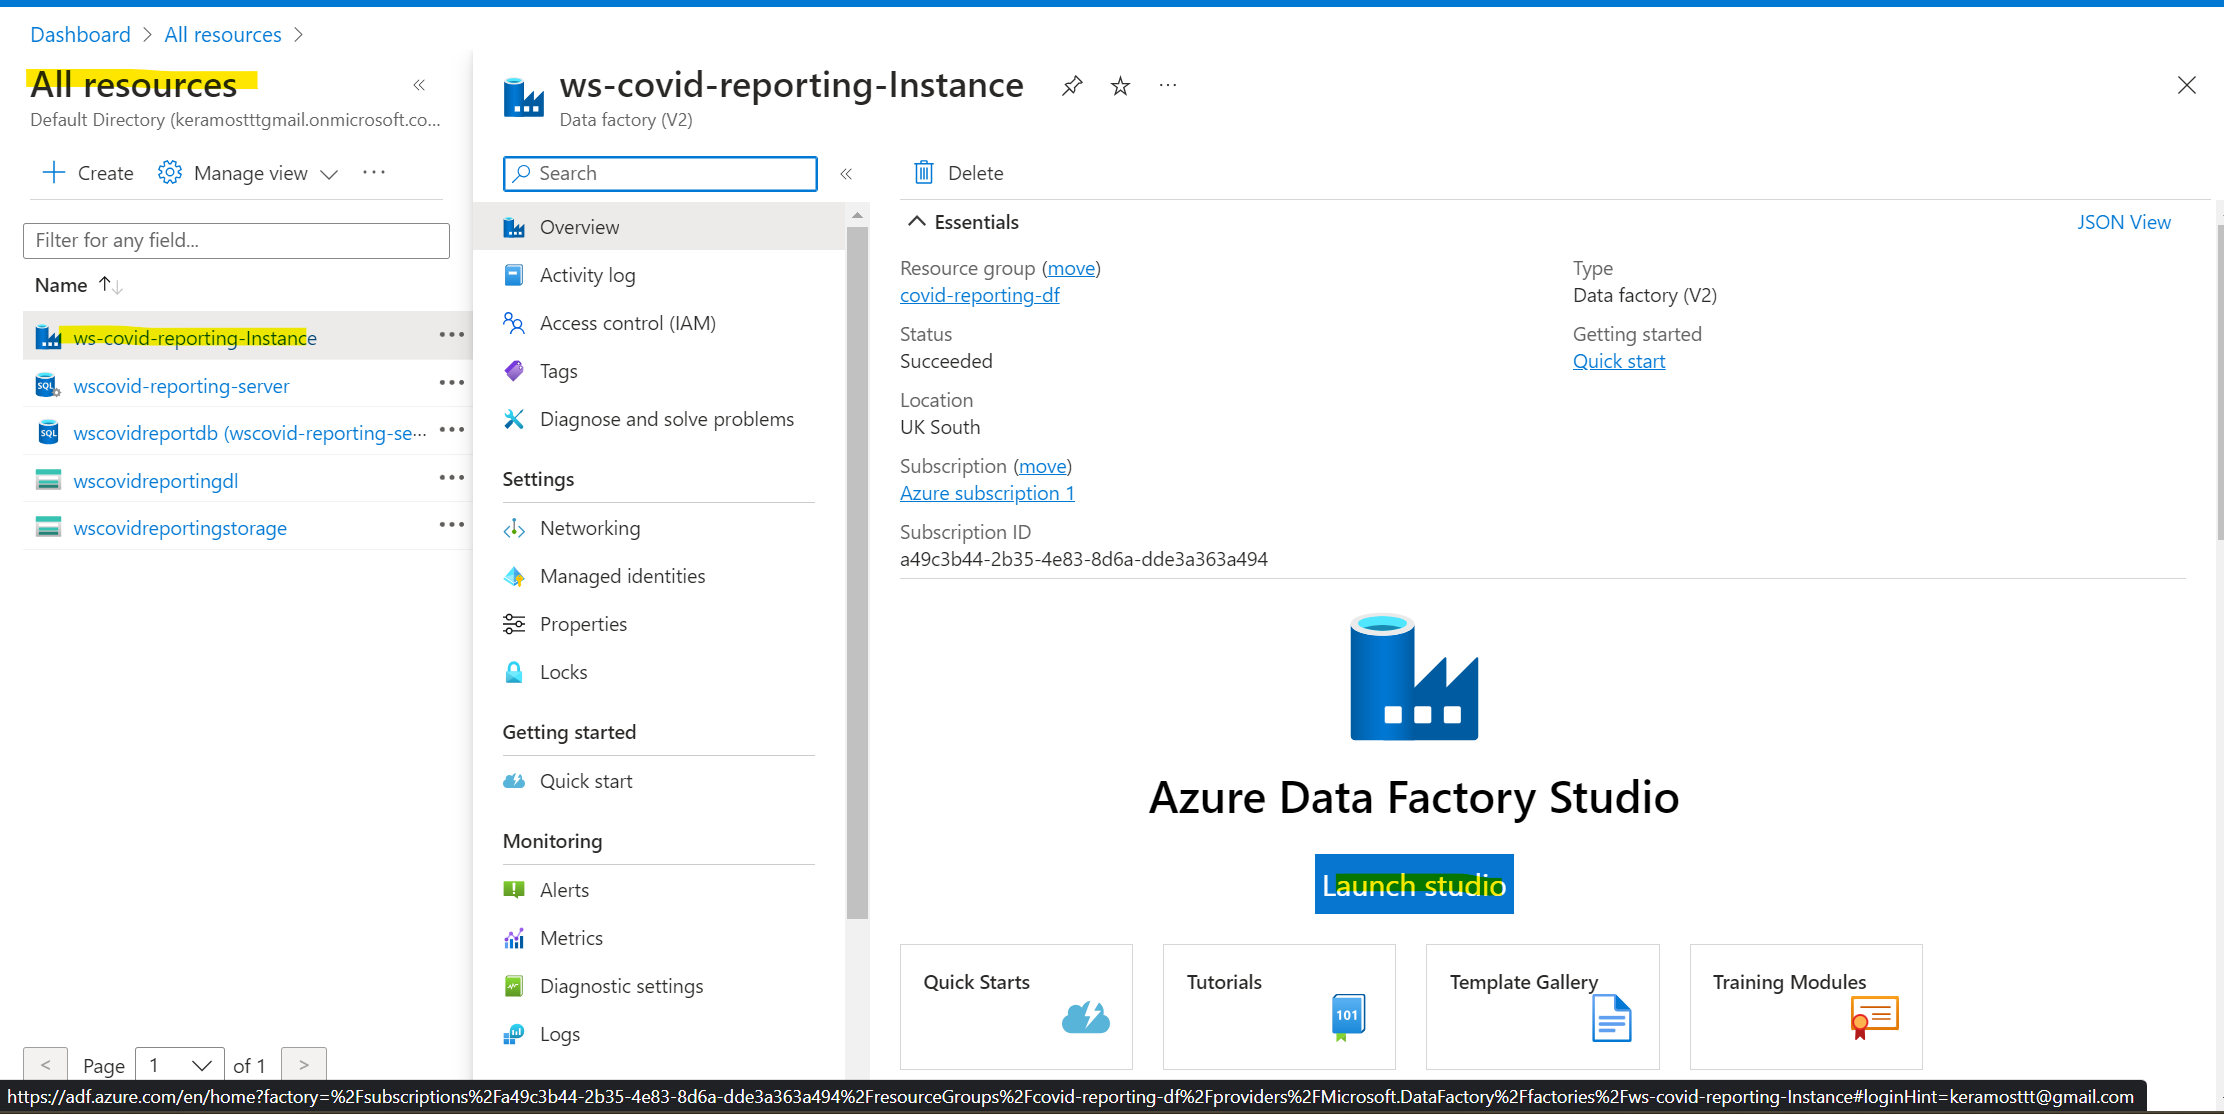 Dashboard > All resources >
All resources «
Default Directory (keramostttgmail.onmicrosoft.co...
Create Manage view ···
Filter for any field...
Name ↑↓
ws-covid-reporting-Instance ···
wscovid-reporting-server ···
wscovidreportdb (wscovid-reporting-se··· ···
wscovidreportingdl ···
wscovidreportingstorage ···
< Page 1 of 1 >
ws-covid-reporting-Instance ···
Data factory (V2)
Search «
Overview
Activity log
Access control (IAM)
Tags
Diagnose and solve problems
Settings
Networking
Managed identities
Properties
Locks
Getting started
Quick start
Monitoring
Alerts
Metrics
Diagnostic settings
Logs
Delete
Essentials
JSON View
Resource group (move)
covid-reporting-df
Status
Succeeded
Location
UK South
Subscription (move)
Azure subscription 1
Subscription ID
a49c3b44-2b35-4e83-8d6a-dde3a363a494
Type
Data factory (V2)
Getting started
Quick start
Azure Data Factory Studio
Launch studio
Quick Starts
Tutorials
101
Template Gallery
Training Modules
https://adf.azure.com/en/home?factory=%2Fsubscriptions%2Fa49c3b44-2b35-4e83-8d6a-dde3a363a494%2FresourceGroups%2Fcovid-reporting-df%2Fproviders%2FMicrosoft.DataFactory%2Ffactories%2Fws-covid-reporting-Instance#loginHint=keramosttt@gmail.com